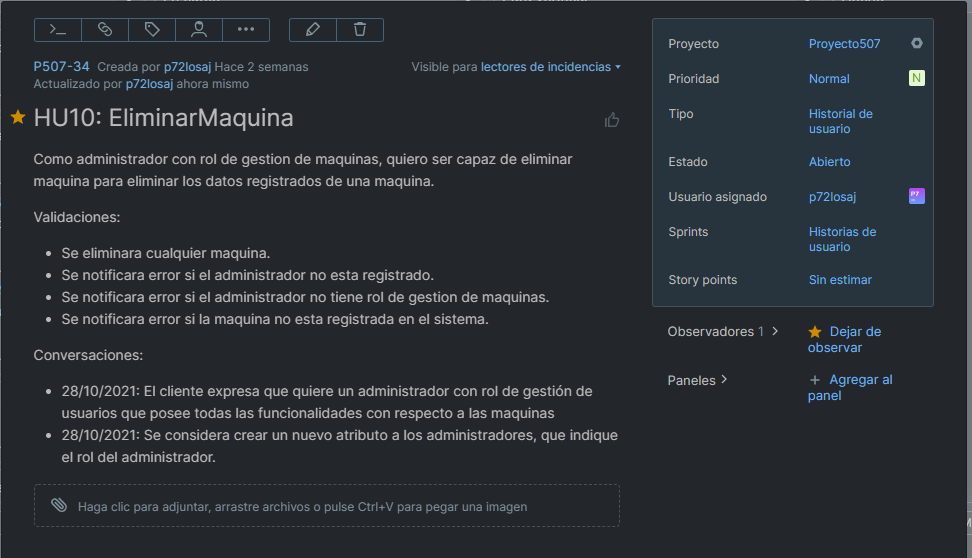 P507-34 Creada por p72losaj Hace 2 semanas
Visible para lectores de incidencias
Actualizado por p72losaj ahora mismo
HU10: EliminarMaquina
Como administrador con rol de gestion de maquinas, quiero ser capaz de eliminar
maquina para eliminar los datos registrados de una maquina.
Validaciones:
• Se eliminara cualquier maquina.
• Se notificara error si el administrador no esta registrado.
• Se notificara error si el administrador no tiene rol de gestion de maquinas.
• Se notificara error si la maquina no esta registrada en el sistema.
Conversaciones:
• 28/10/2021: El cliente expresa que quiere un administrador con rol de gestión de
usuarios que posee todas las funcionalidades con respecto a las maquinas
• 28/10/2021: Se considera crear un nuevo atributo a los administradores, que indique
el rol del administrador.
Haga clic para adjuntar, arrastre archivos o pulse Ctrl+V para pegar una imagen
Proyecto Proyecto507
Prioridad Normal N
Tipo Historial de
usuario
Estado Abierto
Usuario asignado p72losaj P7
Sprints Historias de
usuario
Story points Sin estimar
Observadores 1 > Dejar de
observar
Paneles > + Agregar al
panel